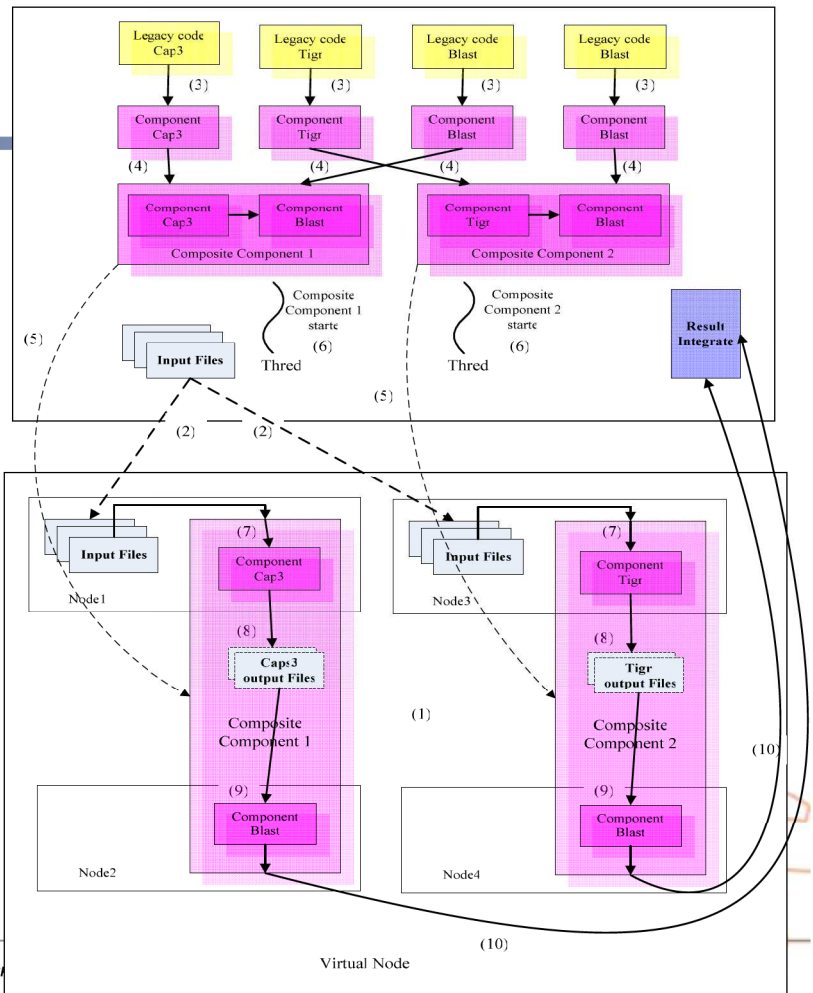 Legacy code
Cap3
Legacy code
Tigr
Legacy code
Blast
Legacy code
Blast
(3)
(3)
(3)
(3)
Component
Cap3
Component
Tigr
Component
Blast
Component
Blast
(4)
(4)
(4)
(4)
Component
Cap3
Component
Blast
Composite Component 1
Component
Tigr
Component
Blast
Composite Component 2
(5)
Input Files
Composite
Component 1
starte
(6)
Thred
Composite
Component 2
starte
(6)
Thred
(5)
Result
Integrate
(2)
(2)
Input Files
Node1
(7)
Component
Cap3
(8)
Caps3
output Files
Composite
Component 1
(9)
Component
Blast
Node2
(1)
Input Files
Node3
(7)
Component
Tigr
(8)
Tigr
output Files
Composite
Component 2
(9)
Component
Blast
Node4
(10)
(10)
Virtual Node